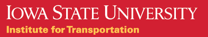 IOWA STATE UNIVERSITY
Institute for Transportation